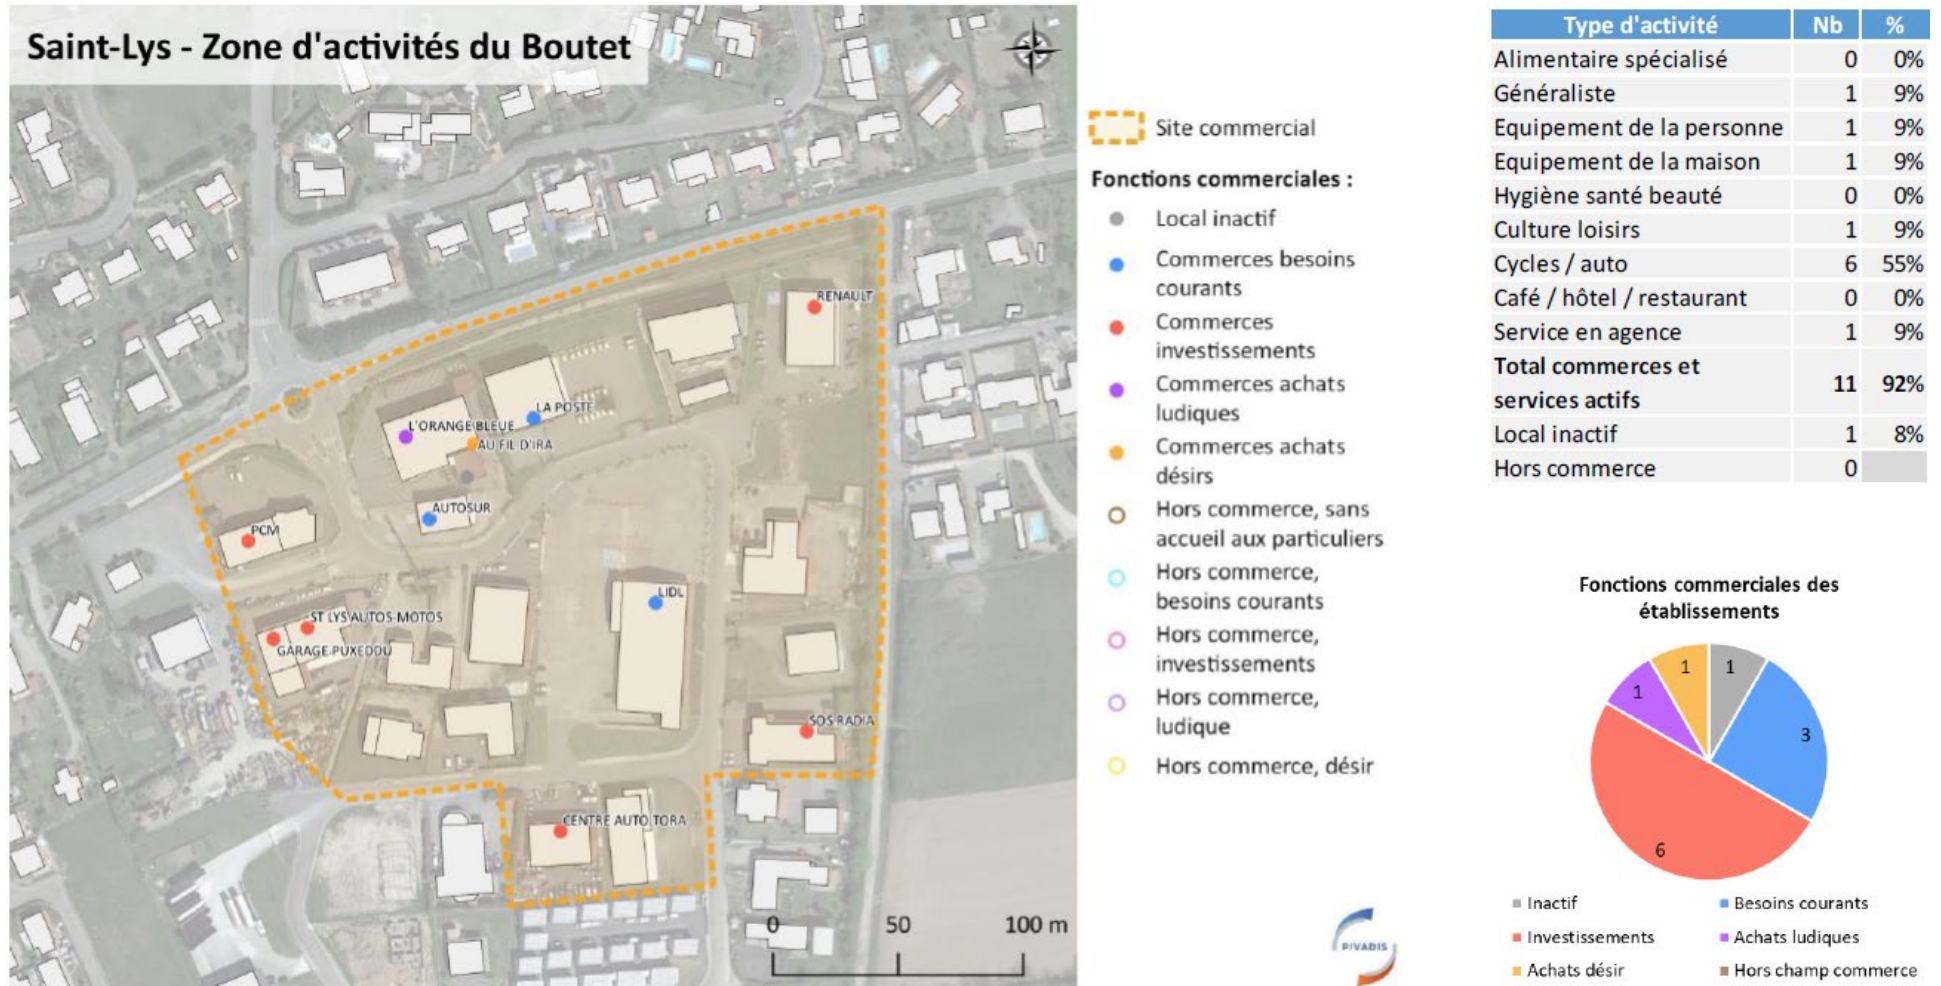 Saint-Lys - Zone d'activités du Boutet
RENAULT
LA POSTE
L'ORANGE BLEUE
AU FIL D'IRA
AUTOSUR
PCM
LIDL
ST LYS AUTOS-MOTOS
GARAGE PUXEDOU
SOS RADIA
CENTRE AUTO TORA
0 50 100 m
Site commercial
Fonctions commerciales :
Local inactif
Commerces besoins
courants
Commerces
investissements
Commerces achats
ludiques
Commerces achats
désirs
Hors commerce, sans
accueil aux particuliers
Hors commerce,
besoins courants
Hors commerce,
investissements
Hors commerce,
ludique
Hors commerce, désir
PIVADIS
Type d'activité Nb %
Alimentaire spécialisé 0 0%
Généraliste 1 9%
Equipement de la personne 1 9%
Equipement de la maison 1 9%
Hygiène santé beauté 0 0%
Culture loisirs 1 9%
Cycles / auto 6 55%
Café / hôtel / restaurant 0 0%
Service en agence 1 9%
Total commerces et
services actifs 11 92%
Local inactif 1 8%
Hors commerce 0
Fonctions commerciales des
établissements
1 1
1
3
6
Inactif Besoins courants
Investissements Achats ludiques
Achats désir Hors champ commerce